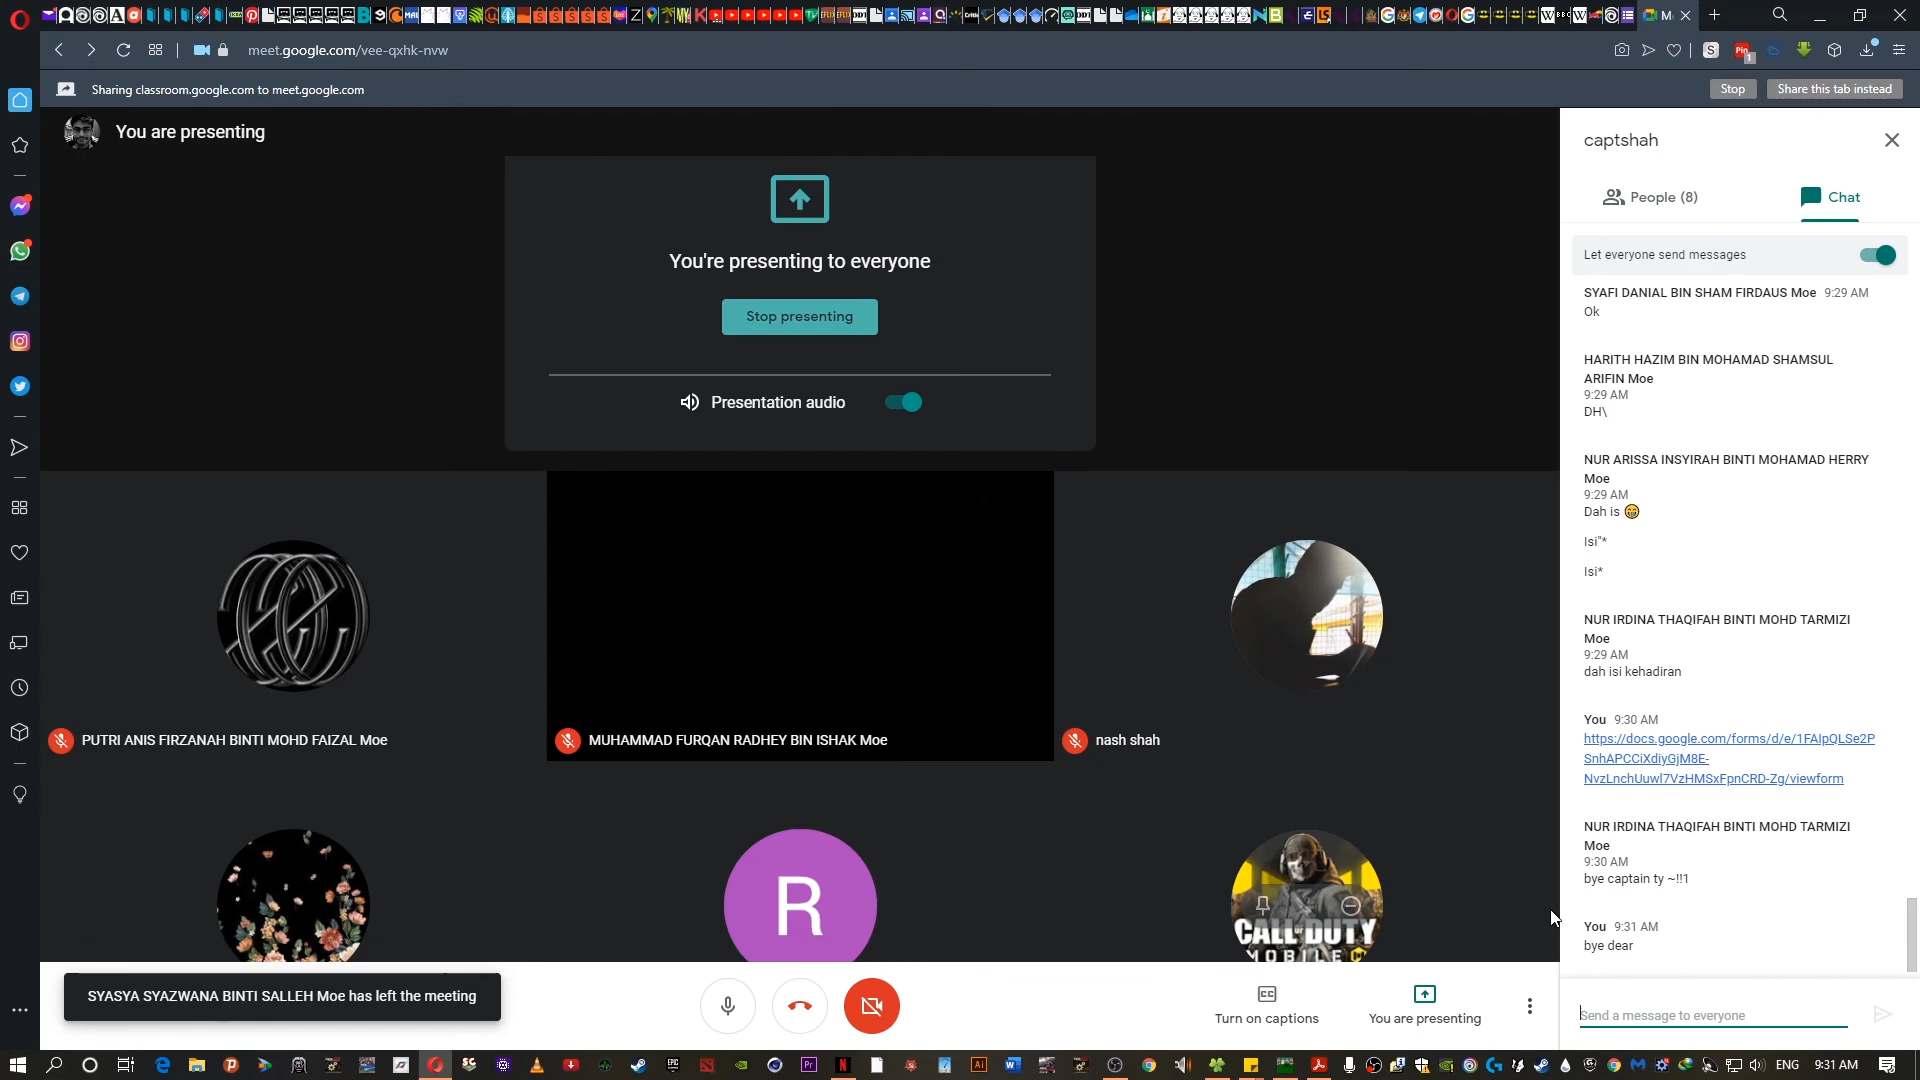 meet.google.com/vee-qxhk-nvw
Sharing classroom.google.com to meet.google.com
Stop
Share this tab instead
You are presenting
You're presenting to everyone
Stop presenting
Presentation audio
PUTRI ANIS FIRZANAH BINTI MOHD FAIZAL Moe
MUHAMMAD FURQAN RADHEY BIN ISHAK Moe
nash shah
R
CALL OF DUTY
MOBILE
SYASYA SYAZWANA BINTI SALLEH Moe has left the meeting
Turn on captions
You are presenting
captshah
People (8)
Chat
Let everyone send messages
SYAFI DANIAL BIN SHAM FIRDAUS Moe 9:29 AM
Ok
HARITH HAZIM BIN MOHAMAD SHAMSUL
ARIFIN Moe
9:29 AM
DH\
NUR ARISSA INSYIRAH BINTI MOHAMAD HERRY
Moe
9:29 AM
Dah is 😁
Isi"*
Isi*
NUR IRDINA THAQIFAH BINTI MOHD TARMIZI
Moe
9:29 AM
dah isi kehadiran
You 9:30 AM
https://docs.google.com/forms/d/e/1FAIpQLSe2P
SnhAPCCiXdiyGjM8E-
NvzLnchUuwl7VzHMSxFpnCRD-Zg/viewform
NUR IRDINA THAQIFAH BINTI MOHD TARMIZI
Moe
9:30 AM
bye captain ty ~!!1
You 9:31 AM
bye dear
Send a message to everyone
ENG 9:31 AM